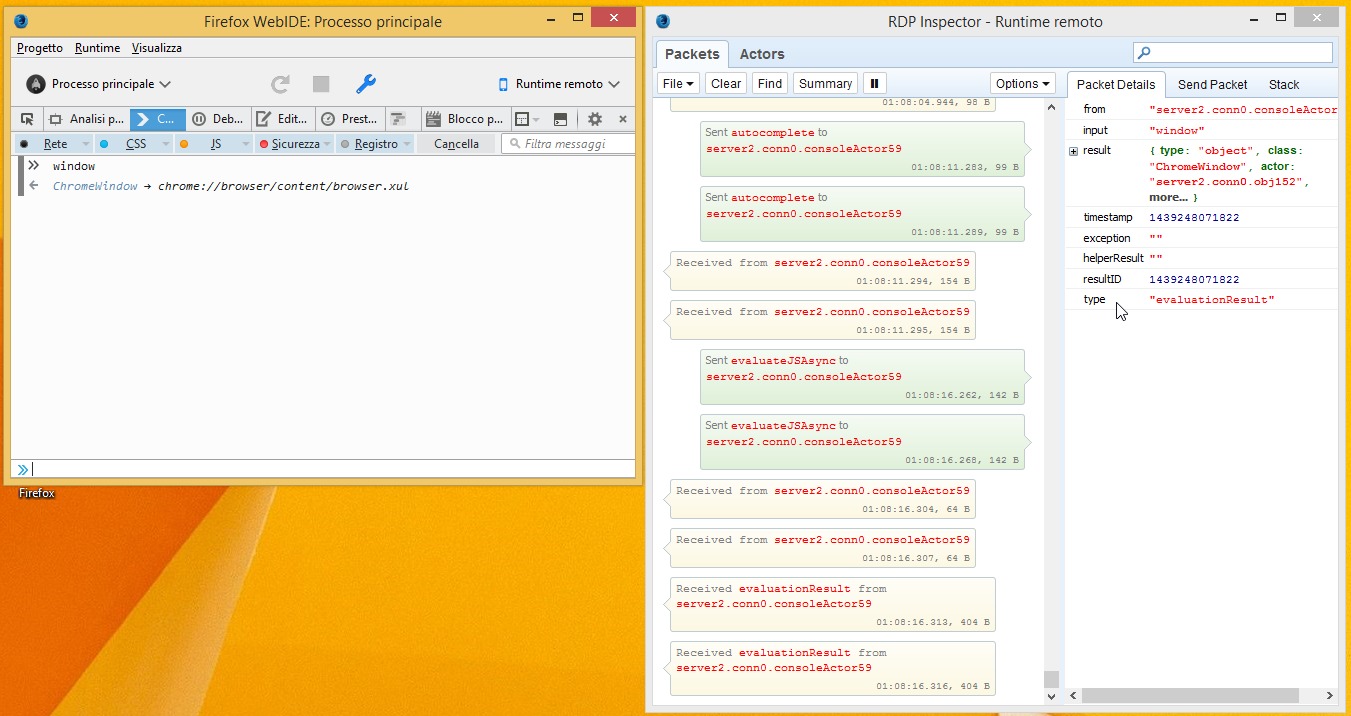 Firefox WebIDE: Processo principale
Progetto Runtime Visualizza
Processo principale
Runtime remoto
Analisi p... C... Deb... Edit... Prest... Blocco p...
Rete CSS JS Sicurezza Registro Cancella Filtra messaggi
window
ChromeWindow → chrome://browser/content/browser.xul
Firefox
RDP Inspector - Runtime remoto
Packets Actors
File Clear Find Summary Options
01:08:04.944, 98 B
Sent autocomplete to
server2.conn0.consoleActor59
01:08:11.283, 99 B
Sent autocomplete to
server2.conn0.consoleActor59
01:08:11.289, 99 B
Received from server2.conn0.consoleActor59
01:08:11.294, 154 B
Received from server2.conn0.consoleActor59
01:08:11.295, 154 B
Sent evaluateJSAsync to
server2.conn0.consoleActor59
01:08:16.262, 142 B
Sent evaluateJSAsync to
server2.conn0.consoleActor59
01:08:16.268, 142 B
Received from server2.conn0.consoleActor59
01:08:16.304, 64 B
Received from server2.conn0.consoleActor59
01:08:16.307, 64 B
Received evaluationResult from
server2.conn0.consoleActor59
01:08:16.313, 404 B
Received evaluationResult from
server2.conn0.consoleActor59
01:08:16.316, 404 B
Packet Details Send Packet Stack
from "server2.conn0.consoleActor
input "window"
result { type: "object", class:
"ChromeWindow", actor:
"server2.conn0.obj152",
more... }
timestamp 1439248071822
exception ""
helperResult ""
resultID 1439248071822
type "evaluationResult"